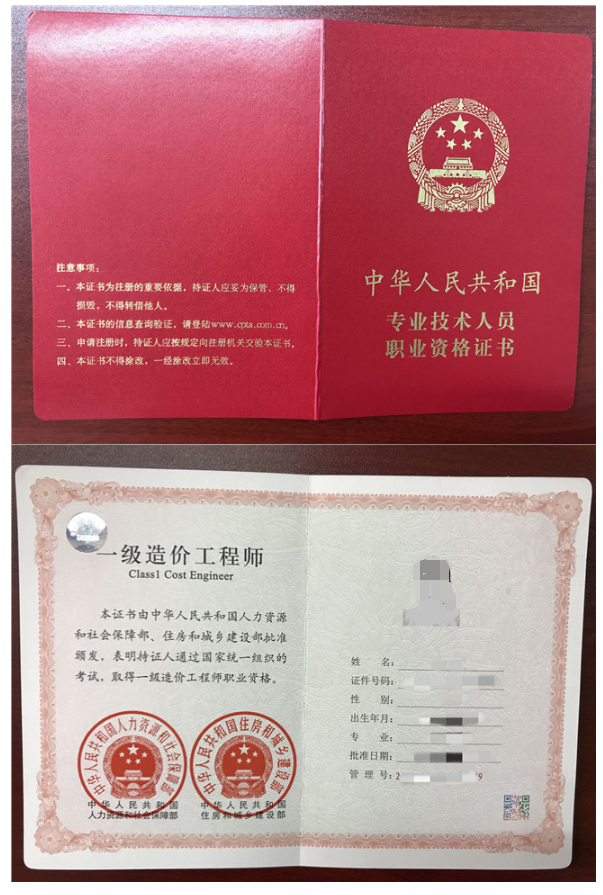 注意事项：
一、本证书为注册的重要依据，持证人应妥为保管，不得
损毁，不得转借他人。
二、本证书的信息查询验证，请登陆www.cpta.com.cn。
三、申请注册时，持证人应按规定向注册机关交验本证书。
四、本证书不得涂改，一经涂改立即无效。
中华人民共和国
专业技术人员
职业资格证书
一级造价工程师
Class1 Cost Engineer
本证书由中华人民共和国人力资源
和社会保障部、住房和城乡建设部批准
颁发，表明持证人通过国家统一组织的
考试，取得一级造价工程师职业资格。
中华人民共和国人力资源和社会保障部
中华人民共和国住房和城乡建设部
中华人民共和国
人力资源和社会保障部
中华人民共和国
住房和城乡建设部
姓 名：
证件号码：
性 别：
出生年月：
专 业：
批准日期：
管 理 号：